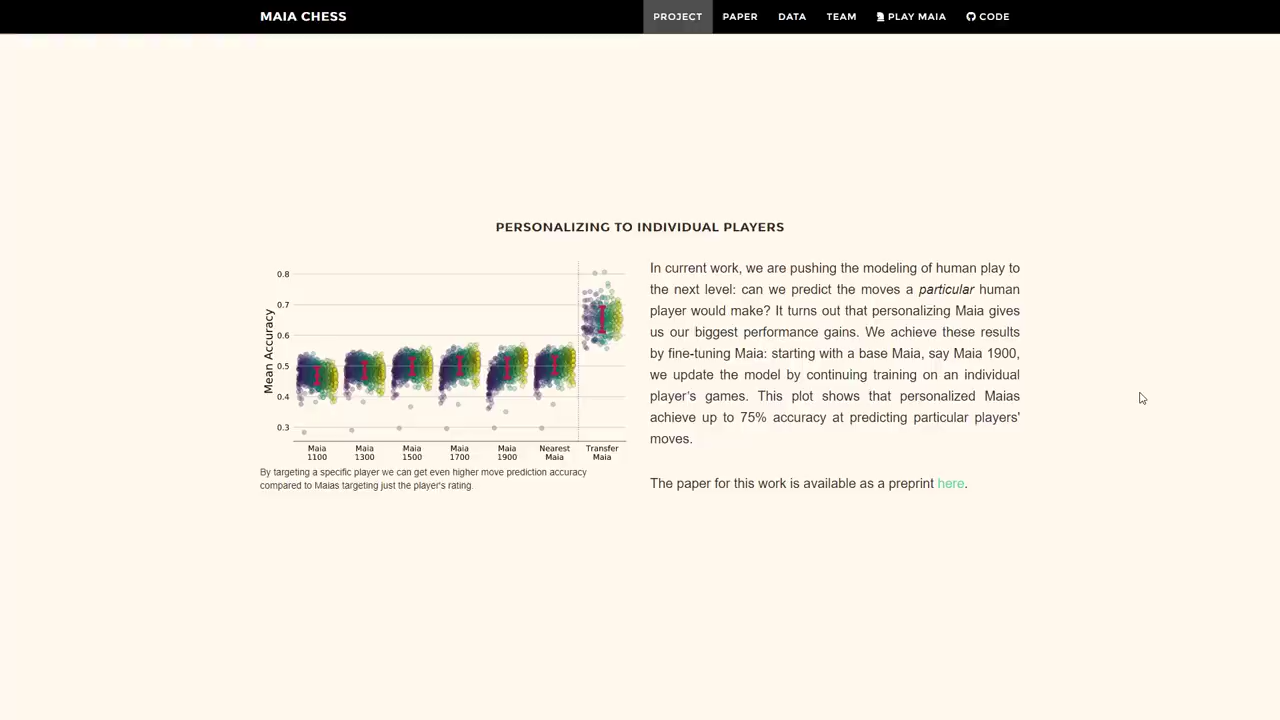 MAIA CHESS
PROJECT
PAPER
DATA
TEAM
PLAY MAIA
CODE
PERSONALIZING TO INDIVIDUAL PLAYERS
Mean Accuracy
0.8
0.7
0.6
0.5
0.4
0.3
Maia 1100
Maia 1300
Maia 1500
Maia 1700
Maia 1900
Nearest Maia
Transfer Maia
By targeting a specific player we can get even higher move prediction accuracy
compared to Maias targeting just the player's rating.
In current work, we are pushing the modeling of human play to
the next level: can we predict the moves a particular human
player would make? It turns out that personalizing Maia gives
us our biggest performance gains. We achieve these results
by fine-tuning Maia: starting with a base Maia, say Maia 1900,
we update the model by continuing training on an individual
player's games. This plot shows that personalized Maias
achieve up to 75% accuracy at predicting particular players'
moves.
The paper for this work is available as a preprint here.